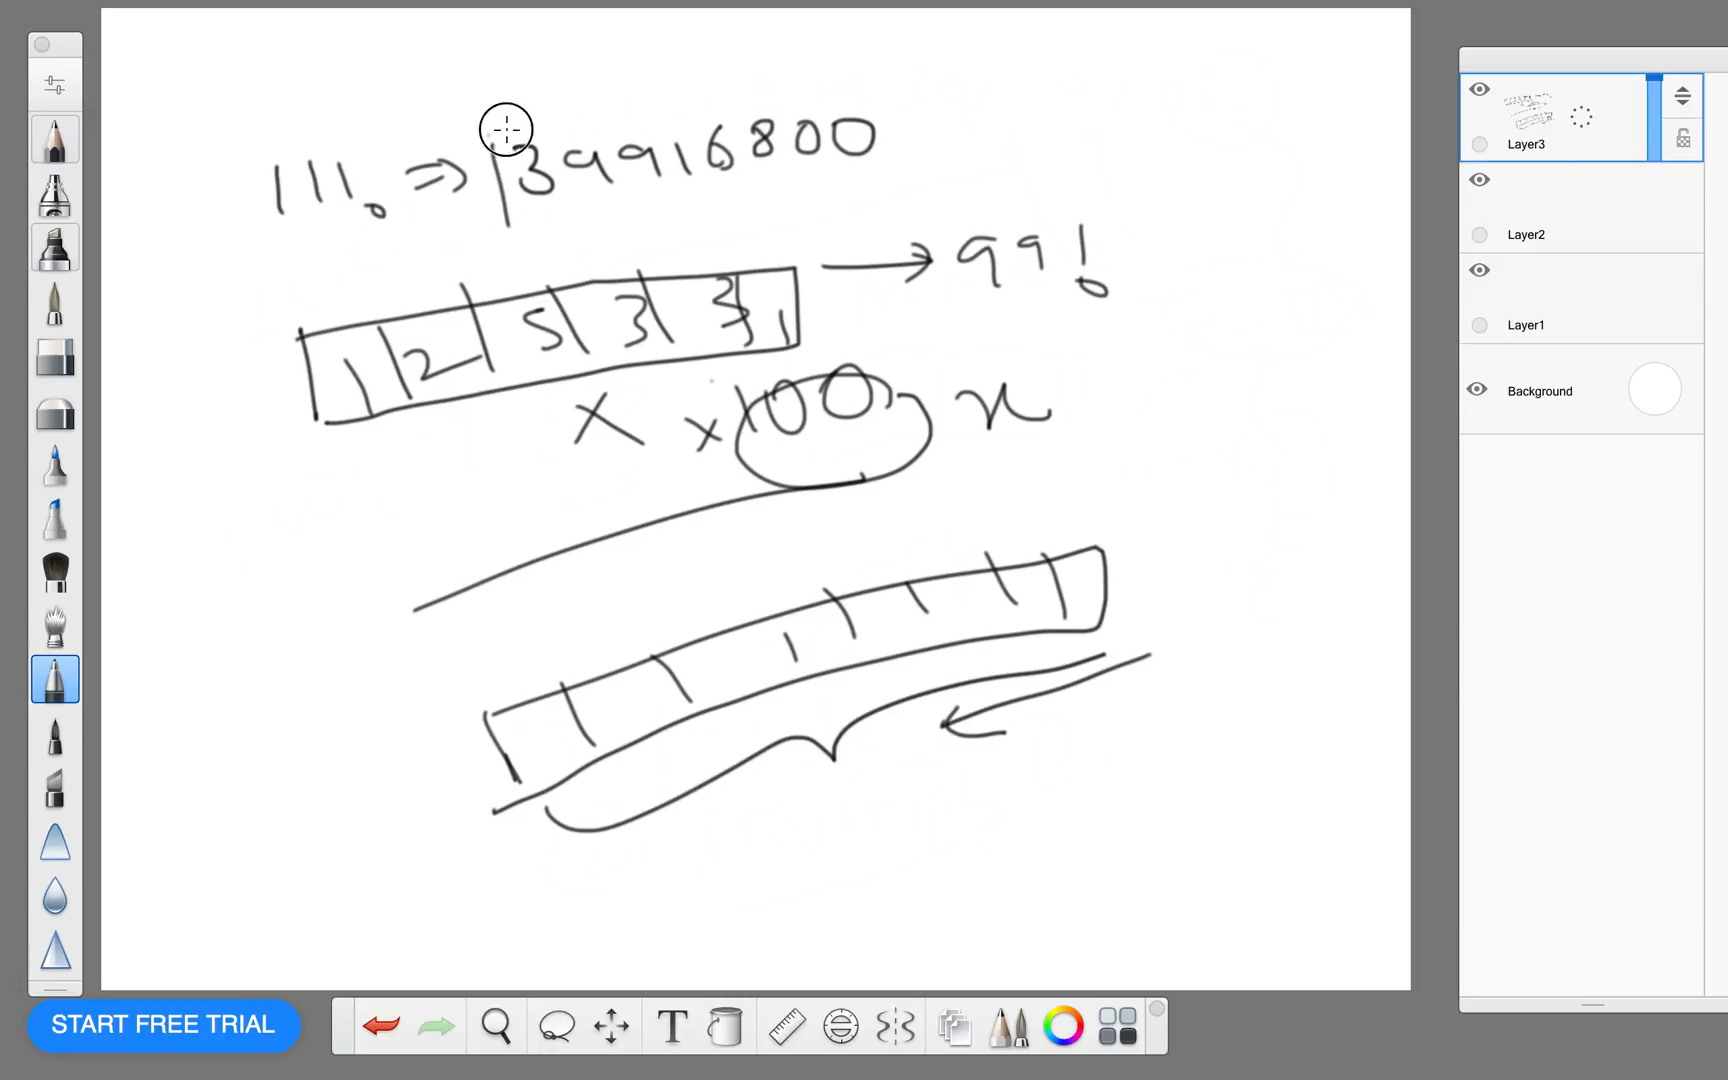 11! ⇒ 39916800
1 2 5 3 3 1 → 99!
X × 100 x
Layer3
Layer2
Layer1
Background
START FREE TRIAL
T